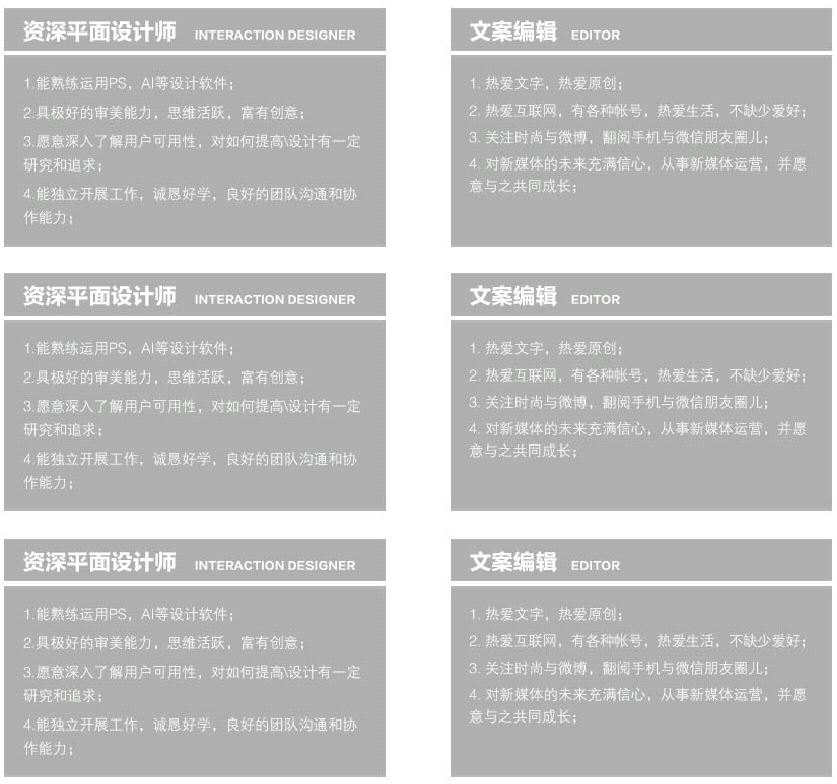 资深平面设计师 INTERACTION DESIGNER
1.能熟练运用PS，AI等设计软件；
2.具极好的审美能力，思维活跃，富有创意；
3.愿意深入了解用户可用性，对如何提高\设计有一定
研究和追求；
4.能独立开展工作，诚恳好学，良好的团队沟通和协
作能力；
文案编辑 EDITOR
1. 热爱文字，热爱原创；
2. 热爱互联网，有各种帐号，热爱生活，不缺少爱好；
3. 关注时尚与微博，翻阅手机与微信朋友圈儿；
4. 对新媒体的未来充满信心，从事新媒体运营，并愿
意与之共同成长；
资深平面设计师 INTERACTION DESIGNER
1.能熟练运用PS，AI等设计软件；
2.具极好的审美能力，思维活跃，富有创意；
3.愿意深入了解用户可用性，对如何提高\设计有一定
研究和追求；
4.能独立开展工作，诚恳好学，良好的团队沟通和协
作能力；
文案编辑 EDITOR
1. 热爱文字，热爱原创；
2. 热爱互联网，有各种帐号，热爱生活，不缺少爱好；
3. 关注时尚与微博，翻阅手机与微信朋友圈儿；
4. 对新媒体的未来充满信心，从事新媒体运营，并愿
意与之共同成长；
资深平面设计师 INTERACTION DESIGNER
1.能熟练运用PS，AI等设计软件；
2.具极好的审美能力，思维活跃，富有创意；
3.愿意深入了解用户可用性，对如何提高\设计有一定
研究和追求；
4.能独立开展工作，诚恳好学，良好的团队沟通和协
作能力；
文案编辑 EDITOR
1. 热爱文字，热爱原创；
2. 热爱互联网，有各种帐号，热爱生活，不缺少爱好；
3. 关注时尚与微博，翻阅手机与微信朋友圈儿；
4. 对新媒体的未来充满信心，从事新媒体运营，并愿
意与之共同成长；